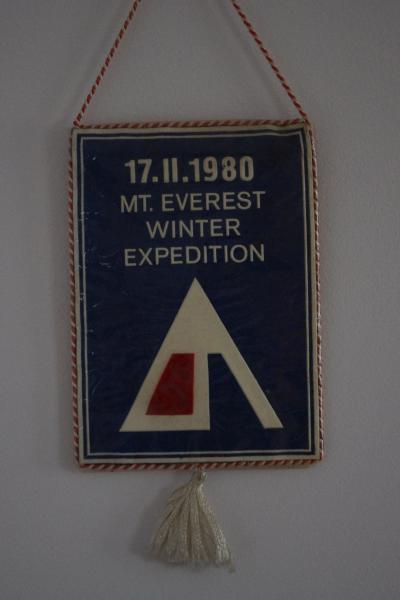 17.II.1980
MT. EVEREST
WINTER
EXPEDITION